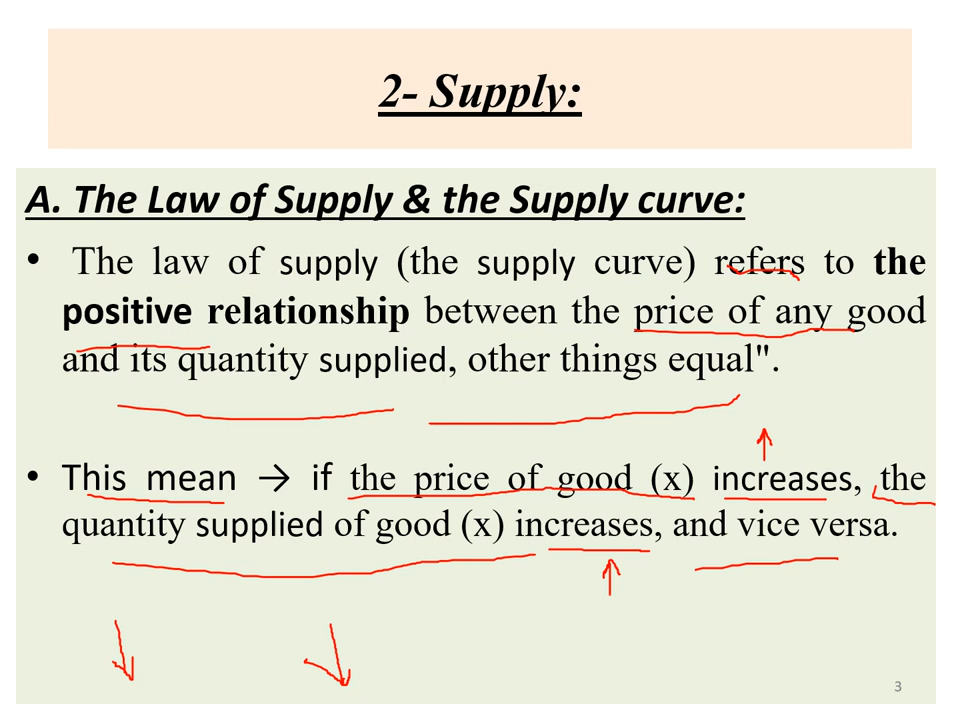 2- Supply:
A. The Law of Supply & the Supply curve:
• The law of supply (the supply curve) refers to the
positive relationship between the price of any good
and its quantity supplied, other things equal".
• This mean → if the price of good (x) increases, the
quantity supplied of good (x) increases, and vice versa.
3